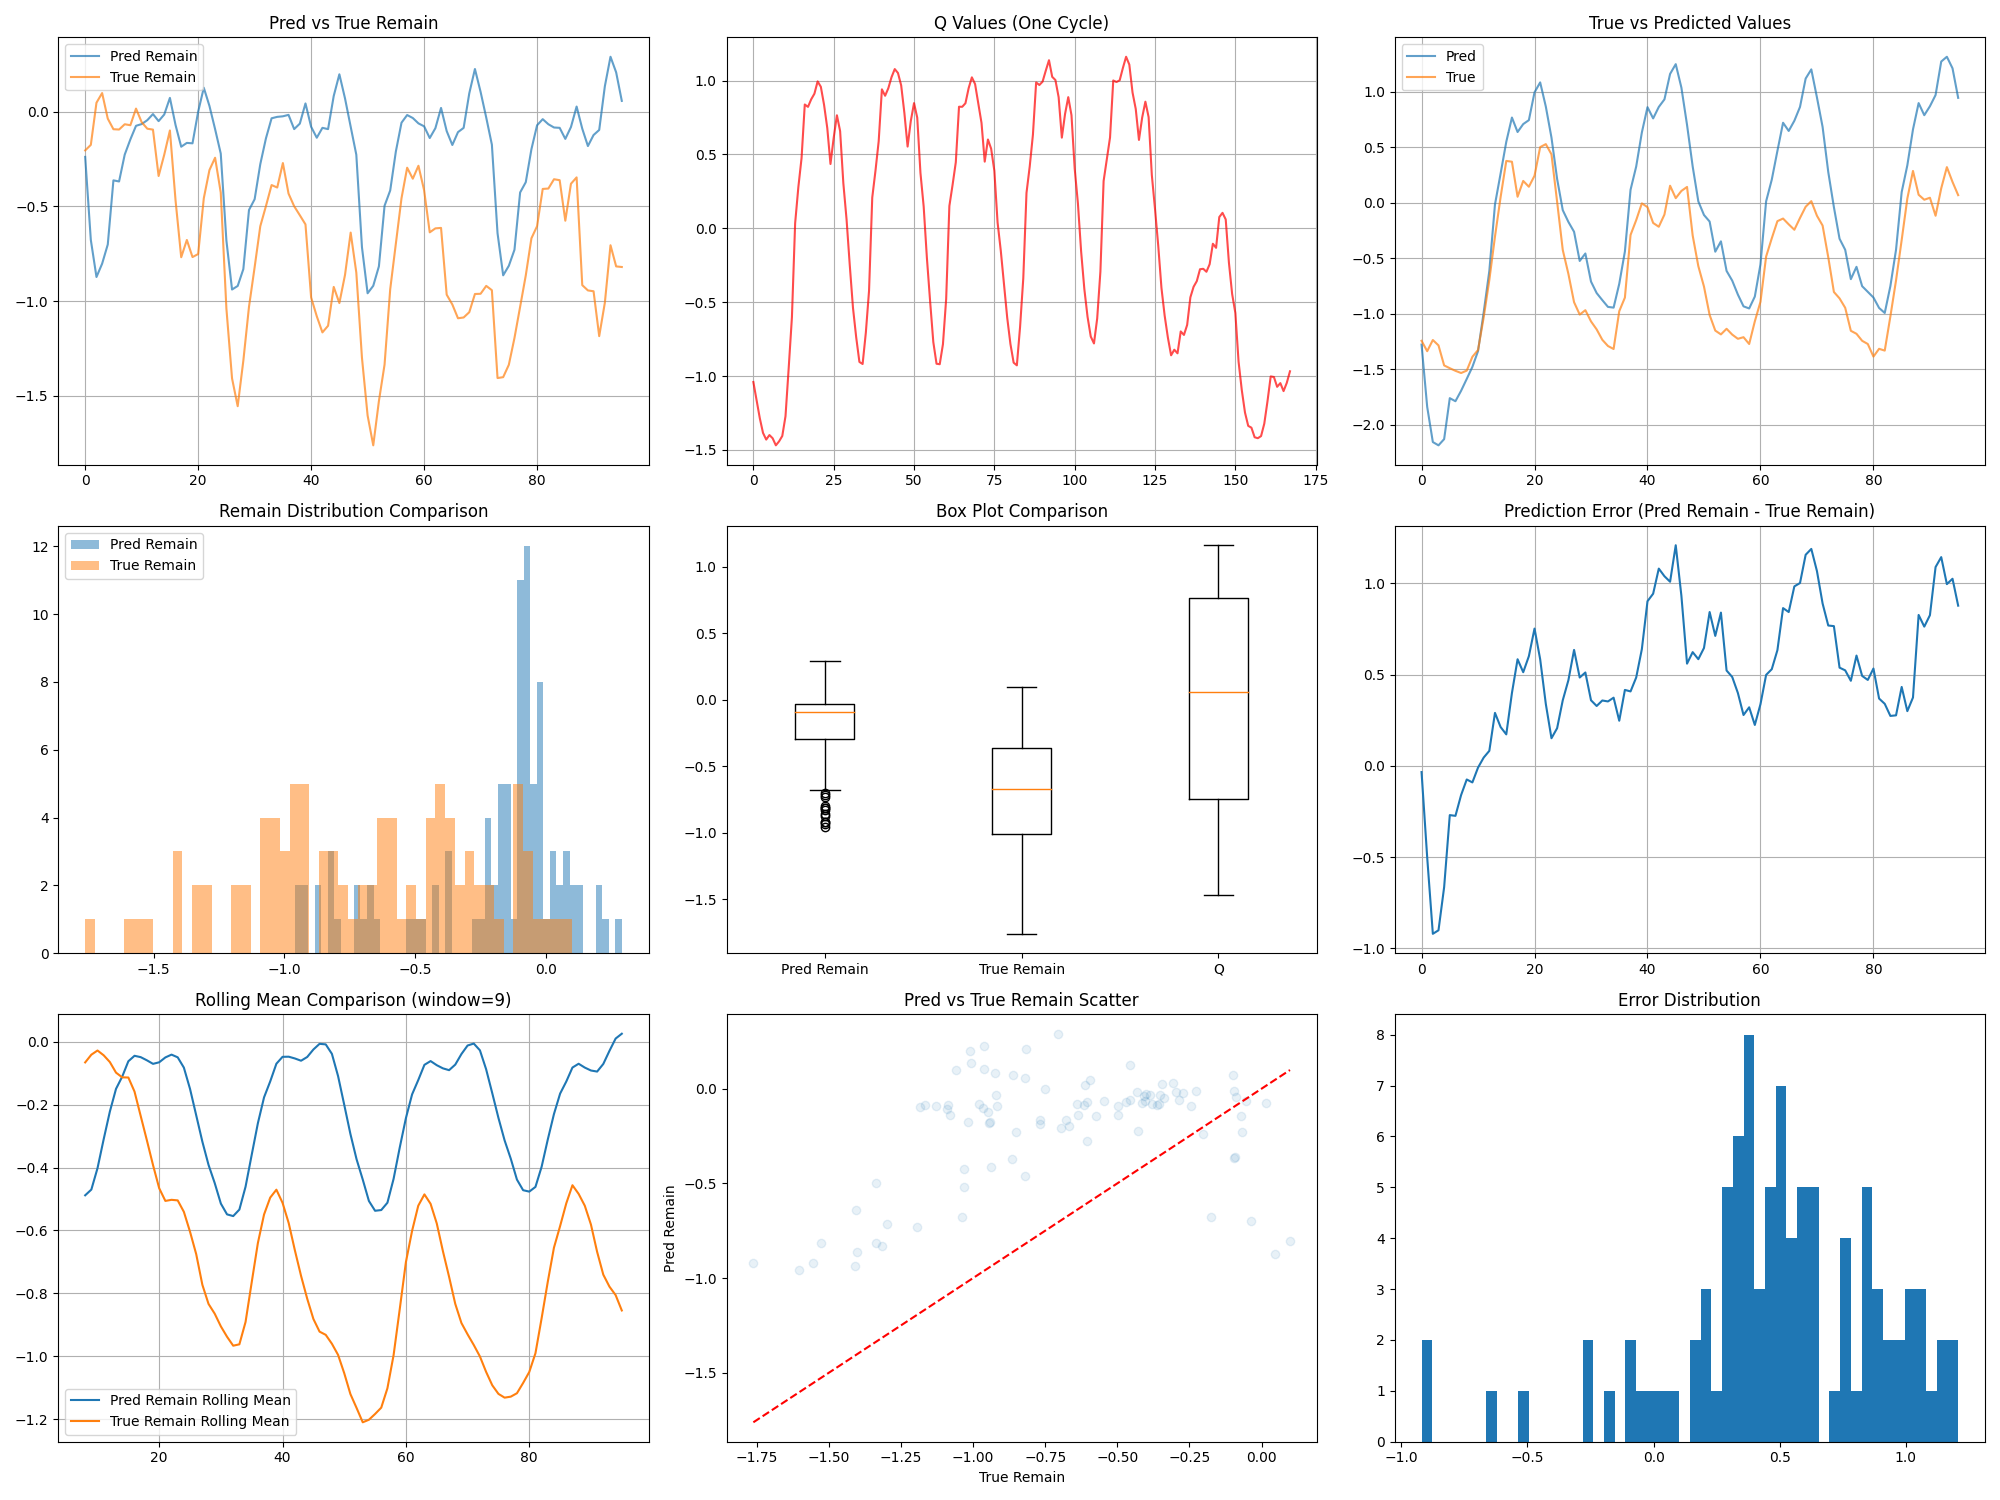 Pred vs True Remain
Pred Remain
True Remain
0.0
−0.5
−1.0
−1.5
0 20 40 60 80
Q Values (One Cycle)
1.0
0.5
0.0
−0.5
−1.0
−1.5
0 25 50 75 100 125 150 175
True vs Predicted Values
Pred
True
1.0
0.5
0.0
−0.5
−1.0
−1.5
−2.0
0 20 40 60 80
Remain Distribution Comparison
Pred Remain
True Remain
12
10
8
6
4
2
0
−1.5 −1.0 −0.5 0.0
Box Plot Comparison
1.0
0.5
0.0
−0.5
−1.0
−1.5
Pred Remain True Remain Q
Prediction Error (Pred Remain - True Remain)
1.0
0.5
0.0
−0.5
−1.0
0 20 40 60 80
Rolling Mean Comparison (window=9)
0.0
−0.2
−0.4
−0.6
−0.8
−1.0
−1.2
Pred Remain Rolling Mean
True Remain Rolling Mean
20 40 60 80
Pred vs True Remain Scatter
Pred Remain
0.0
−0.5
−1.0
−1.5
−1.75 −1.50 −1.25 −1.00 −0.75 −0.50 −0.25 0.00
True Remain
Error Distribution
8
7
6
5
4
3
2
1
0
−1.0 −0.5 0.0 0.5 1.0